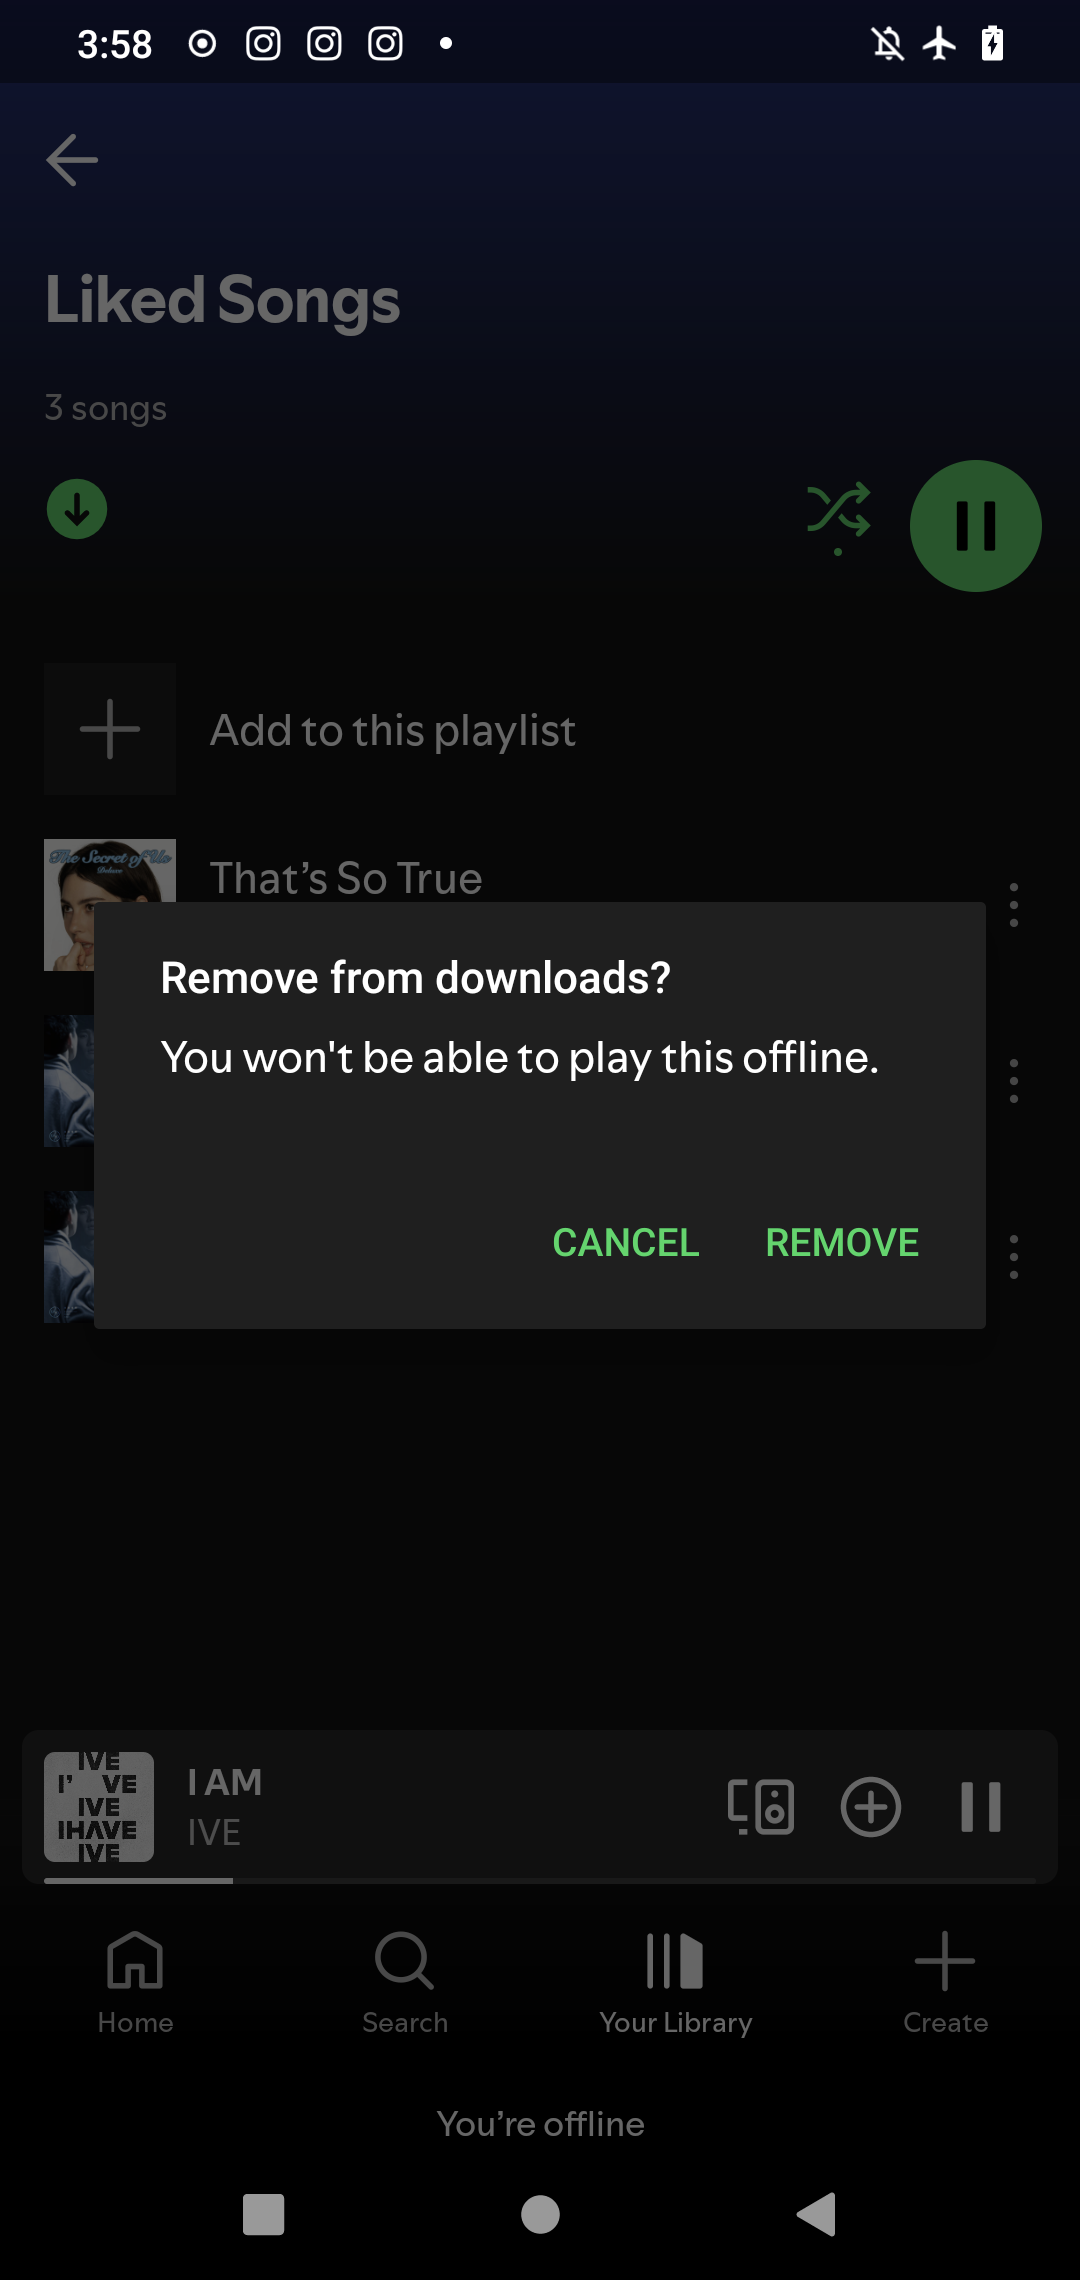 3:58
Liked Songs
3 songs
Add to this playlist
The Secret of Us
Deluxe
That’s So True
Remove from downloads?
You won't be able to play this offline.
CANCEL REMOVE
IVE
I' VE
IVE
IHAVE
IVE
I AM
IVE
Home Search Your Library Create
You’re offline